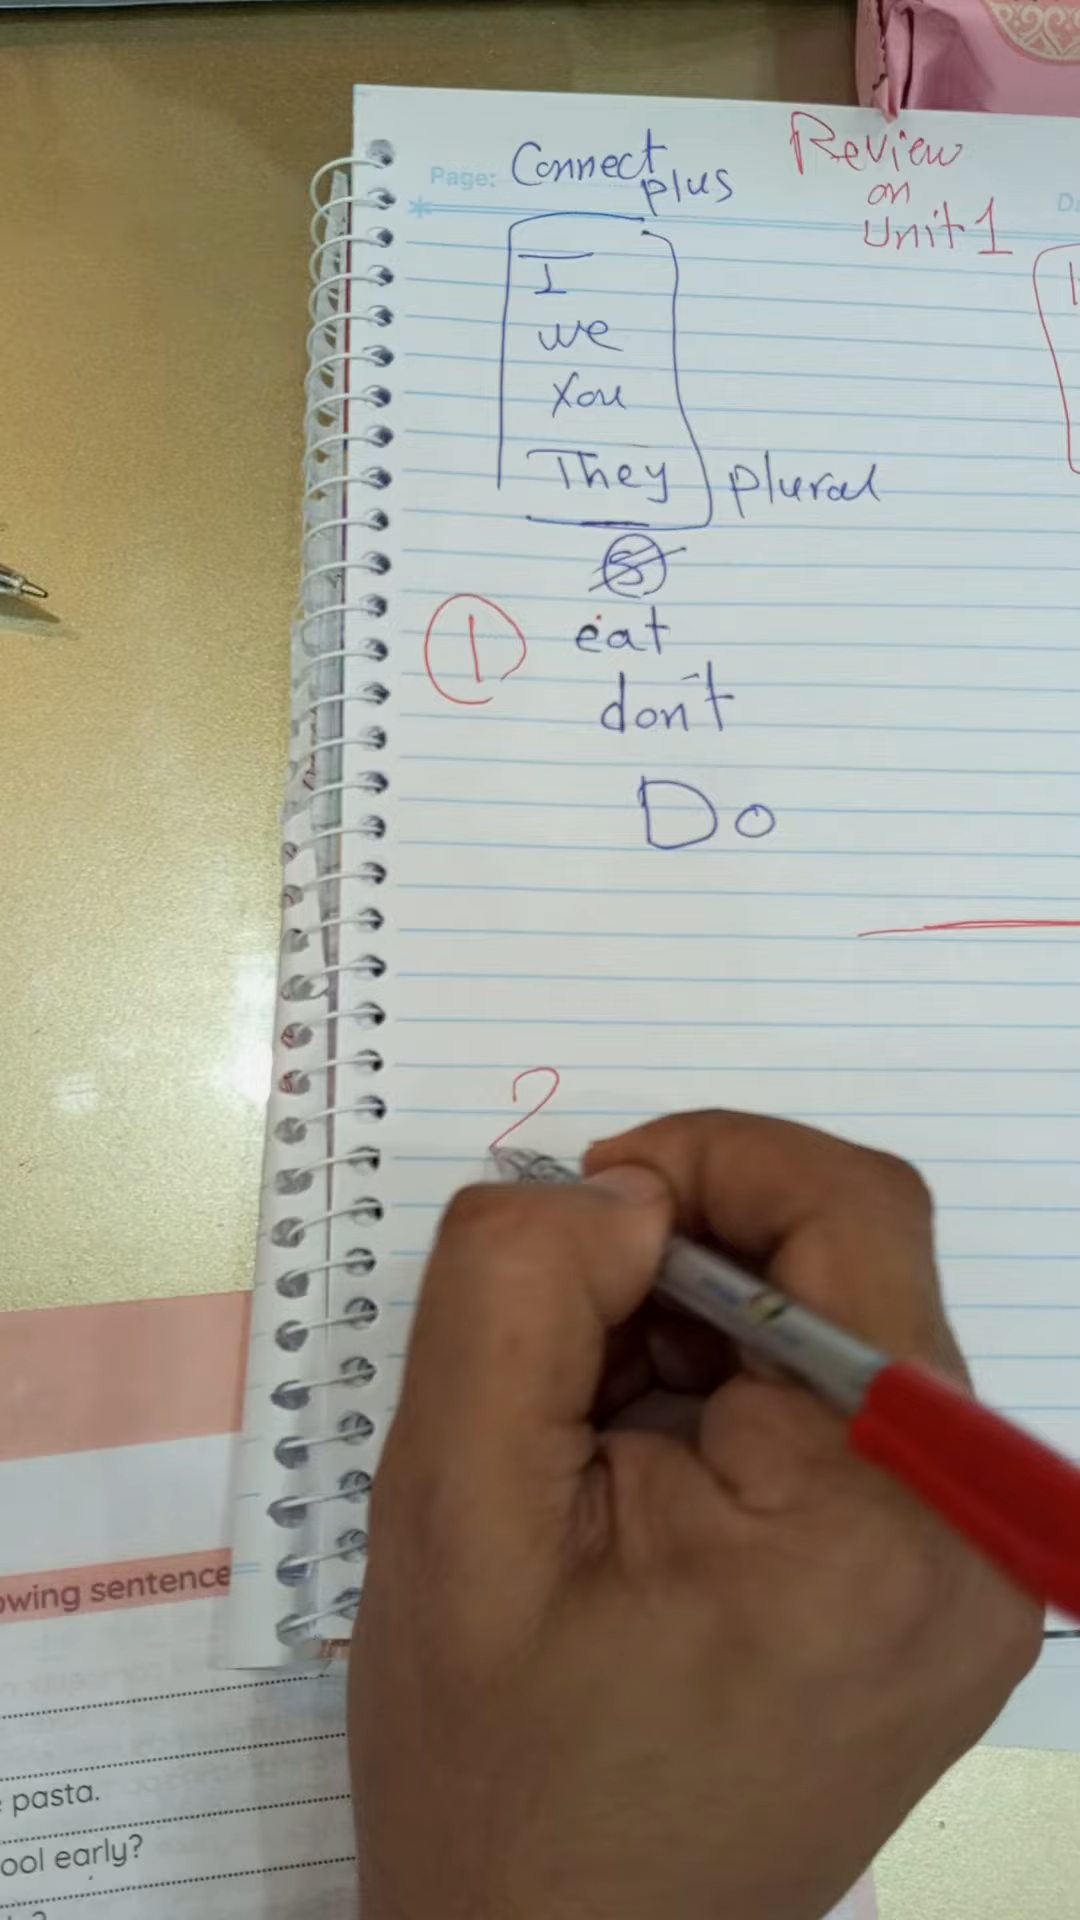 Page: Connect plus
Review
on
Unit 1
I
we
You
They plural
S
1 eat
don't
Do
2
owing sentence
pasta.
ool early?